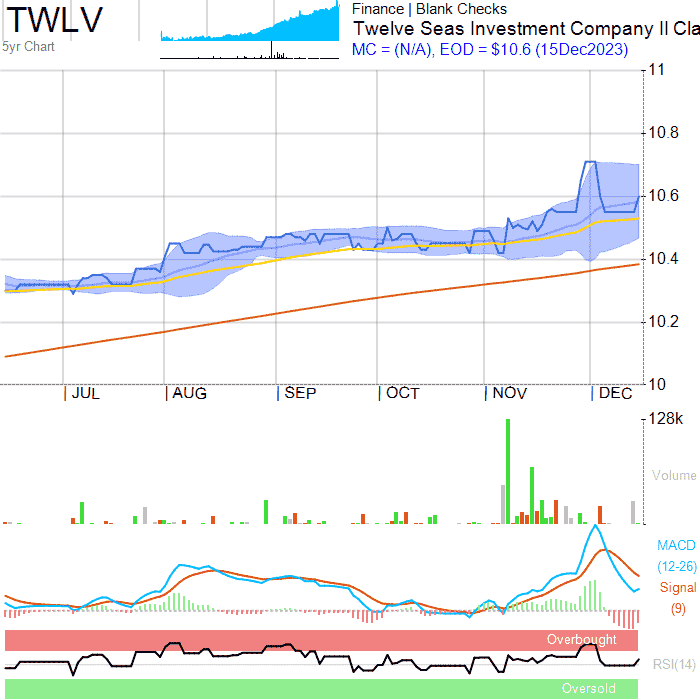 TWLV
5yr Chart
Finance | Blank Checks
Twelve Seas Investment Company II Cla
MC = (N/A), EOD = $10.6 (15Dec2023)
11
10.8
10.6
10.4
10.2
10
JUL AUG SEP OCT NOV DEC
128k
Volume
MACD
(12-26)
Signal
(9)
Overbought
RSI(14)
Oversold